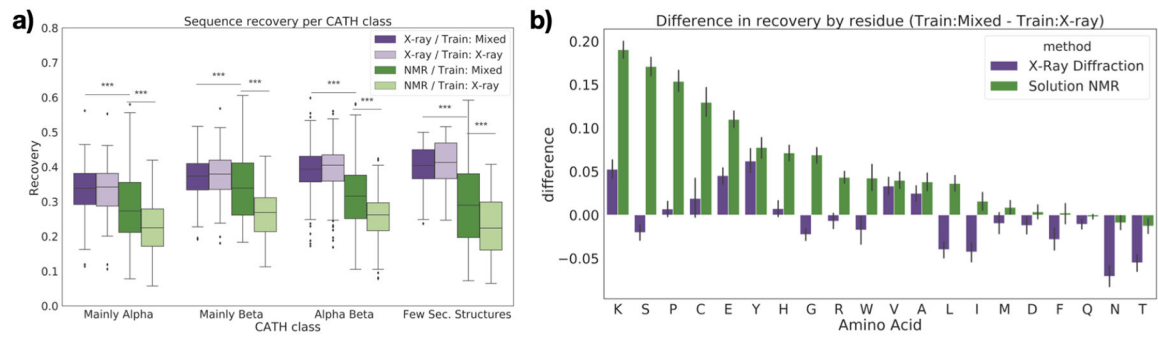 a)
Sequence recovery per CATH class
X-ray / Train: Mixed
X-ray / Train: X-ray
NMR / Train: Mixed
NMR / Train: X-ray
*** *** *** *** *** *** *** ***
Recovery
0.8
0.7
0.6
0.5
0.4
0.3
0.2
0.1
0.0
Mainly Alpha Mainly Beta Alpha Beta Few Sec. Structures
CATH class
b)
Difference in recovery by residue (Train:Mixed - Train:X-ray)
method
X-Ray Diffraction
Solution NMR
difference
0.20
0.15
0.10
0.05
0.00
−0.05
K S P C E Y H G R W V A L I M D F Q N T
Amino Acid